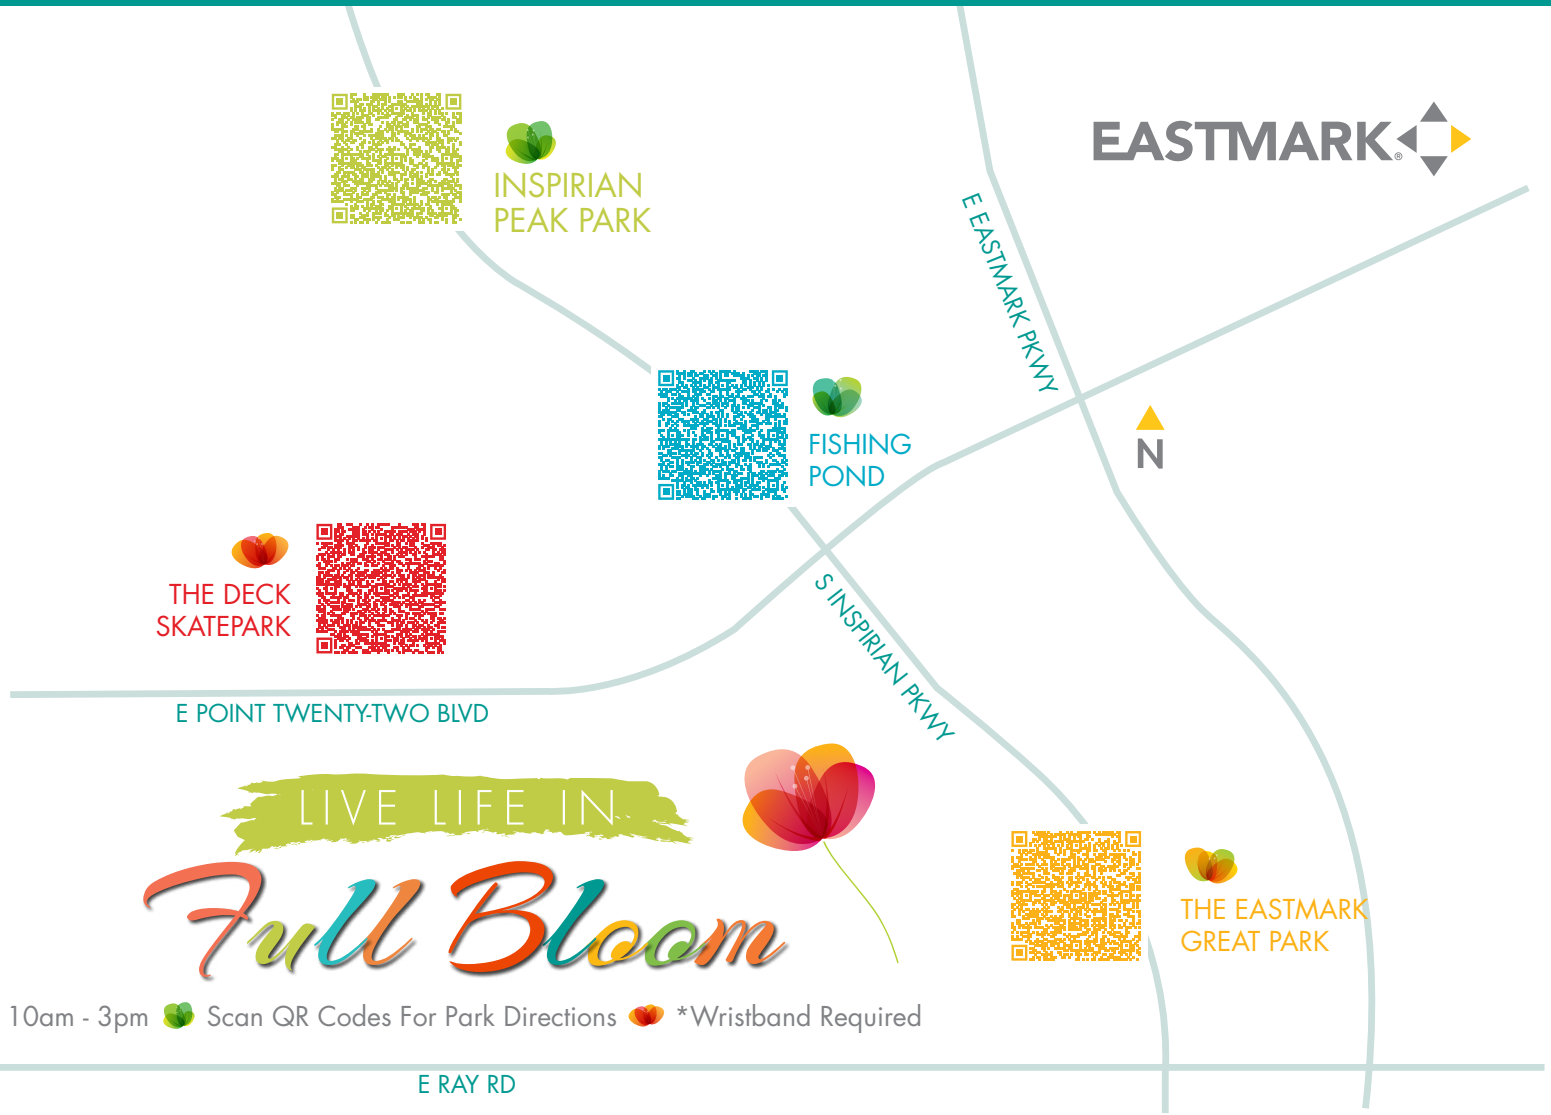 EASTMARK®
INSPIRIAN
PEAK PARK
E EASTMARK PKWY
N
FISHING
POND
THE DECK
SKATEPARK
S INSPIRIAN PKWY
E POINT TWENTY-TWO BLVD
LIVE LIFE IN
Full Bloom
THE EASTMARK
GREAT PARK
10am - 3pm Scan QR Codes For Park Directions *Wristband Required
E RAY RD